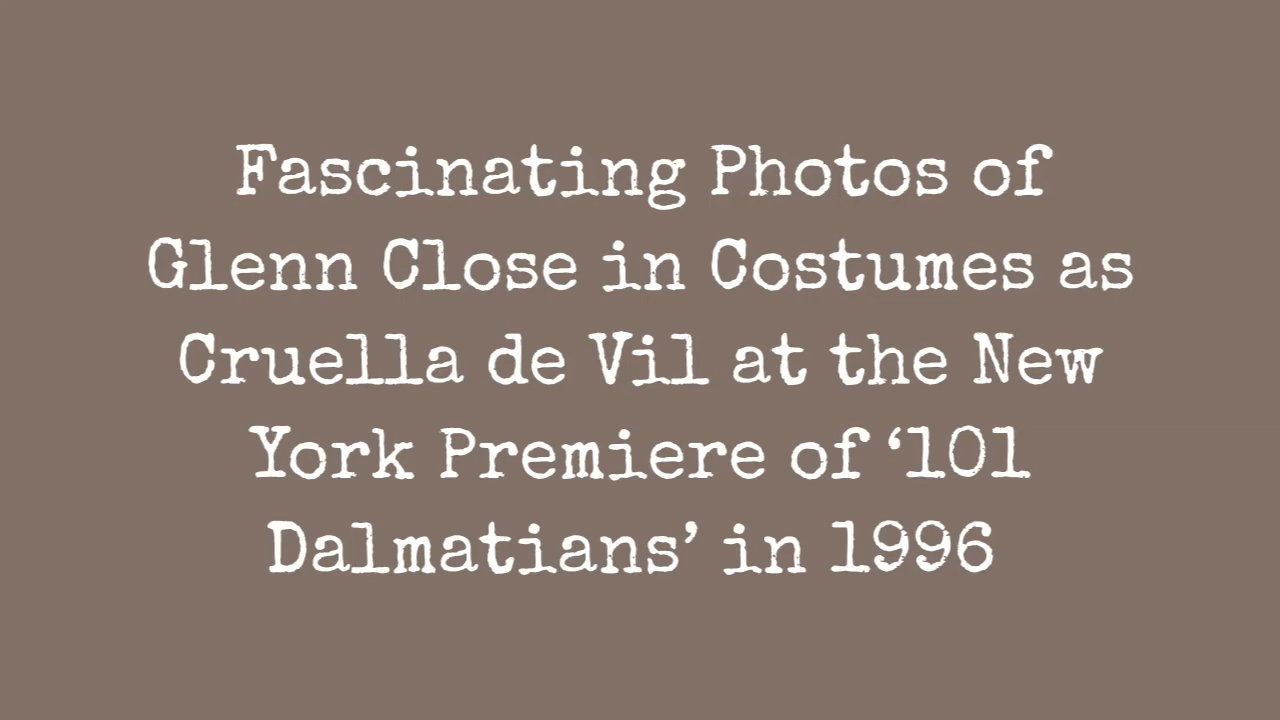 Fascinating Photos of
Glenn Close in Costumes as
Cruella de Vil at the New
York Premiere of ‘101
Dalmatians’ in 1996